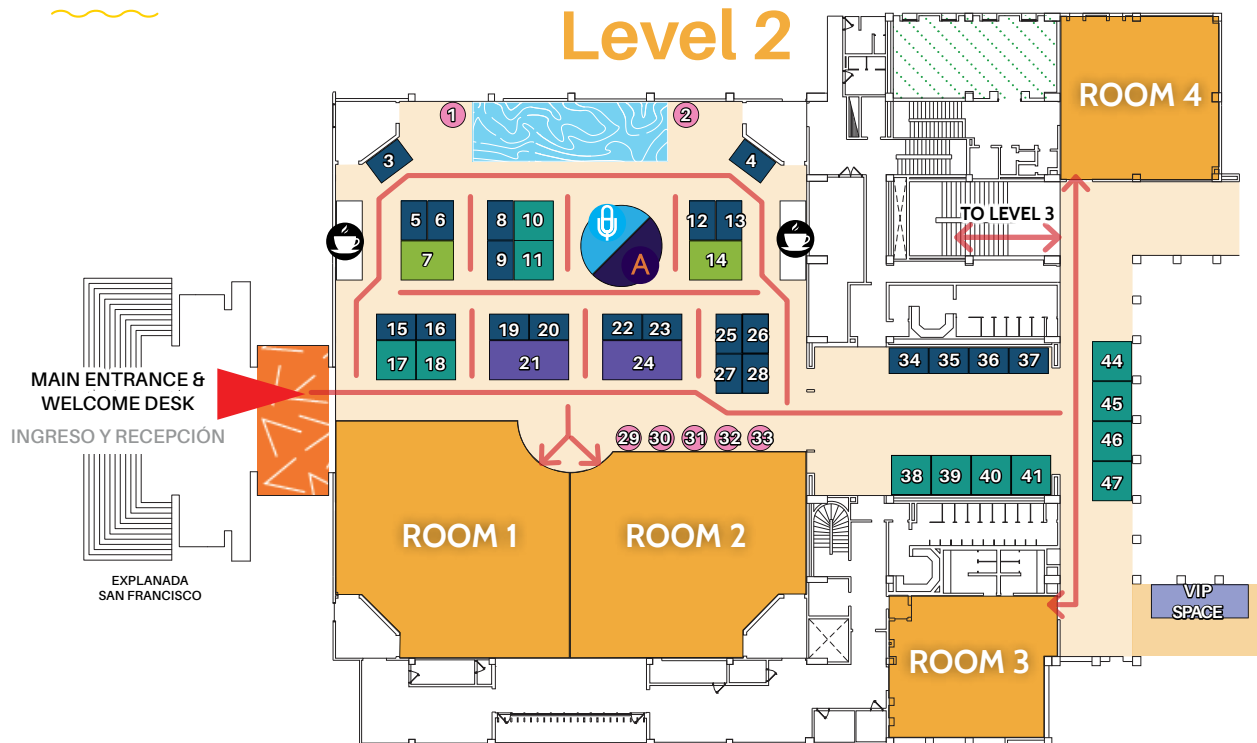 Level 2
ROOM 4
1
2
3
4
TO LEVEL 3
5 6
8 10
12 13
7
9 11
A
14
15 16
19 20
22 23
25 26
17 18
21
24
27 28
34 35 36 37
44
45
46
47
MAIN ENTRANCE &
WELCOME DESK
INGRESO Y RECEPCIÓN
29 30 31 32 33
38 39 40 41
ROOM 1
ROOM 2
EXPLANADA
SAN FRANCISCO
VIP
SPACE
ROOM 3